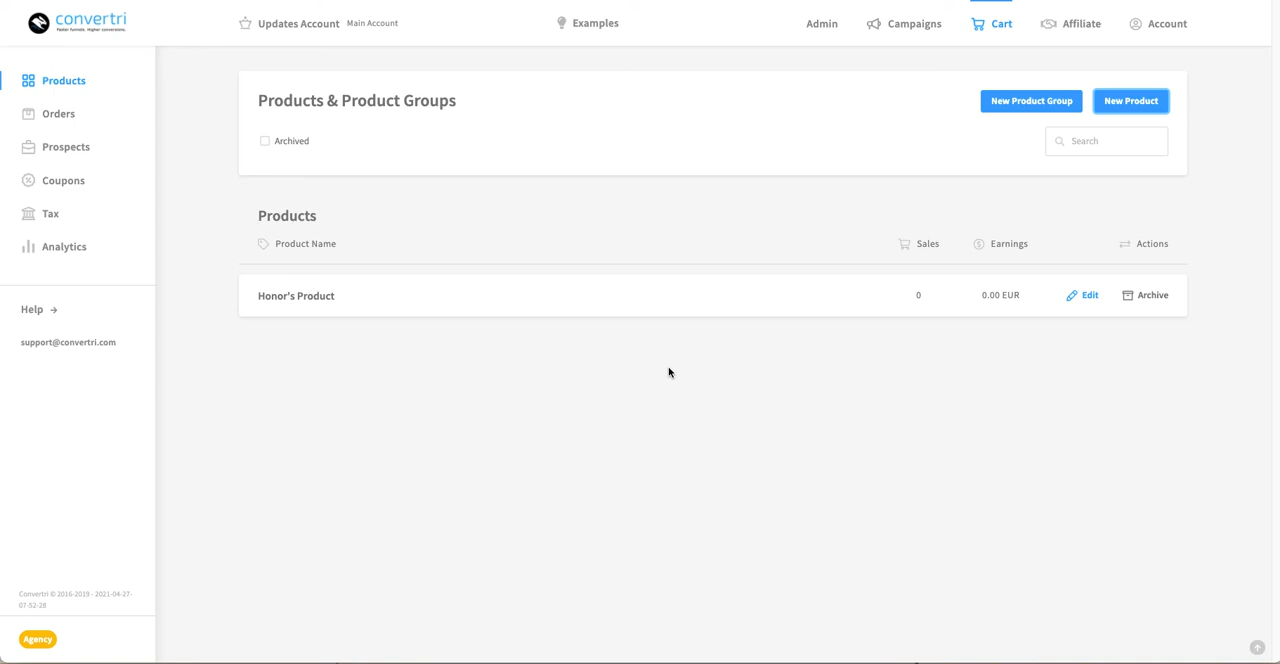 convertri
Faster funnels. Higher conversions.
Updates Account Main Account
Examples
Admin
Campaigns
Cart
Affiliate
Account
Products
Orders
Prospects
Coupons
Tax
Analytics
Help →
support@convertri.com
Convertri © 2016-2019 - 2021-04-27-
07-52-28
Agency
Products & Product Groups
New Product Group
New Product
Archived
Search
Products
Product Name Sales Earnings Actions
Honor's Product 0 0.00 EUR Edit Archive